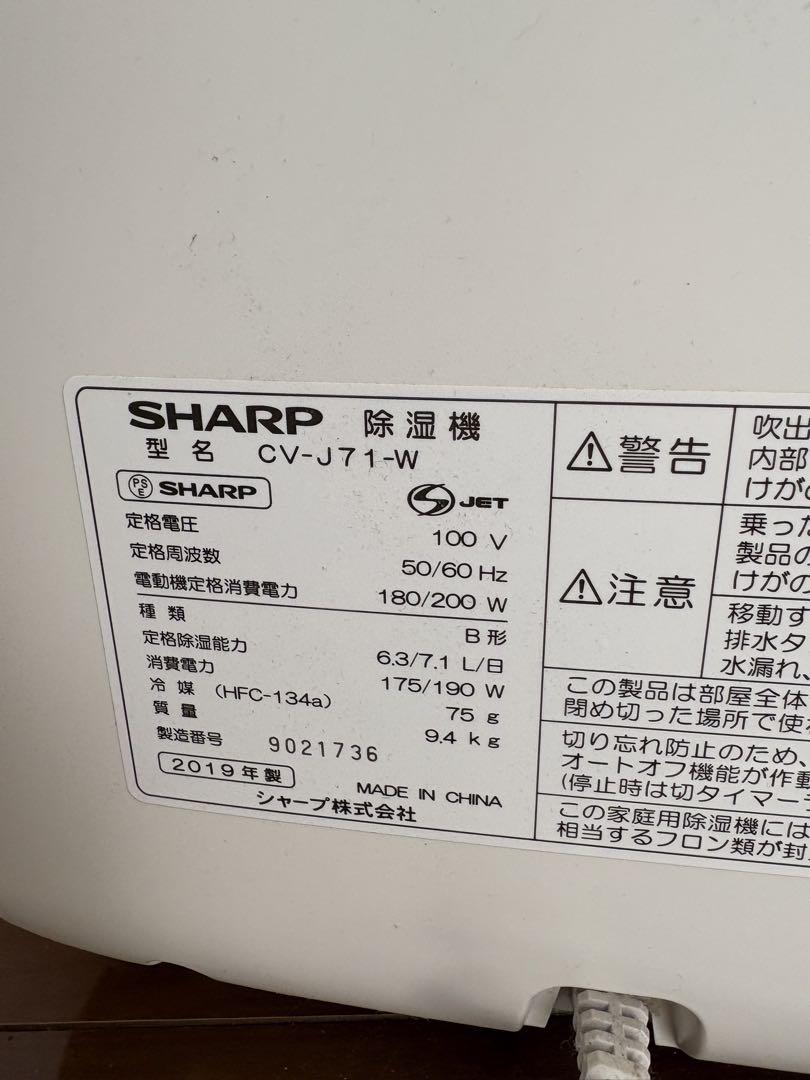 SHARP 除湿機
型名 CV-J71-W
PSE SHARP
JET
定格電圧 100 V
定格周波数 50/60 Hz
電動機定格消費電力 180/200 W
種類 B形
定格除湿能力 6.3/7.1 L/日
消費電力 175/190 W
冷媒 (HFC-134a) 75 g
質量 9.4 kg
製造番号 9021736
2019年製
MADE IN CHINA
シャープ株式会社
警告
吹出
内部
けがの
注意
乗った
製品の
けがの
移動す
排水タ
水漏れ、
この製品は部屋全体
閉め切った場所で使
切り忘れ防止のため、
オートオフ機能が作動
(停止時は切タイマー
この家庭用除湿機には
相当するフロン類が封